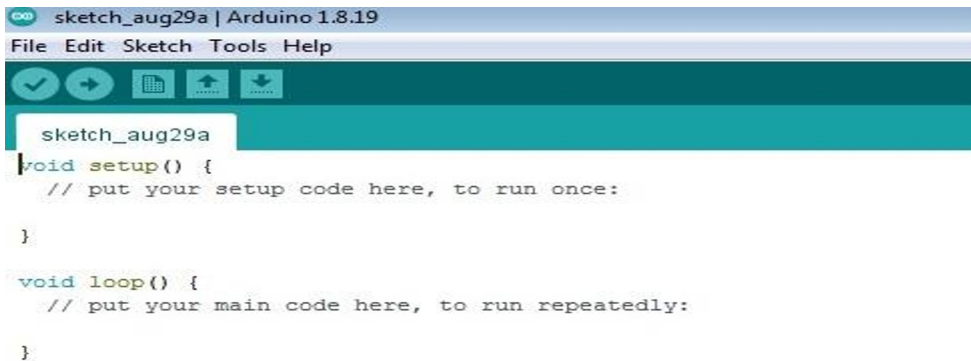 sketch_aug29a | Arduino 1.8.19
File Edit Sketch Tools Help
sketch_aug29a
void setup() {
  // put your setup code here, to run once:
}
void loop() {
  // put your main code here, to run repeatedly:
}